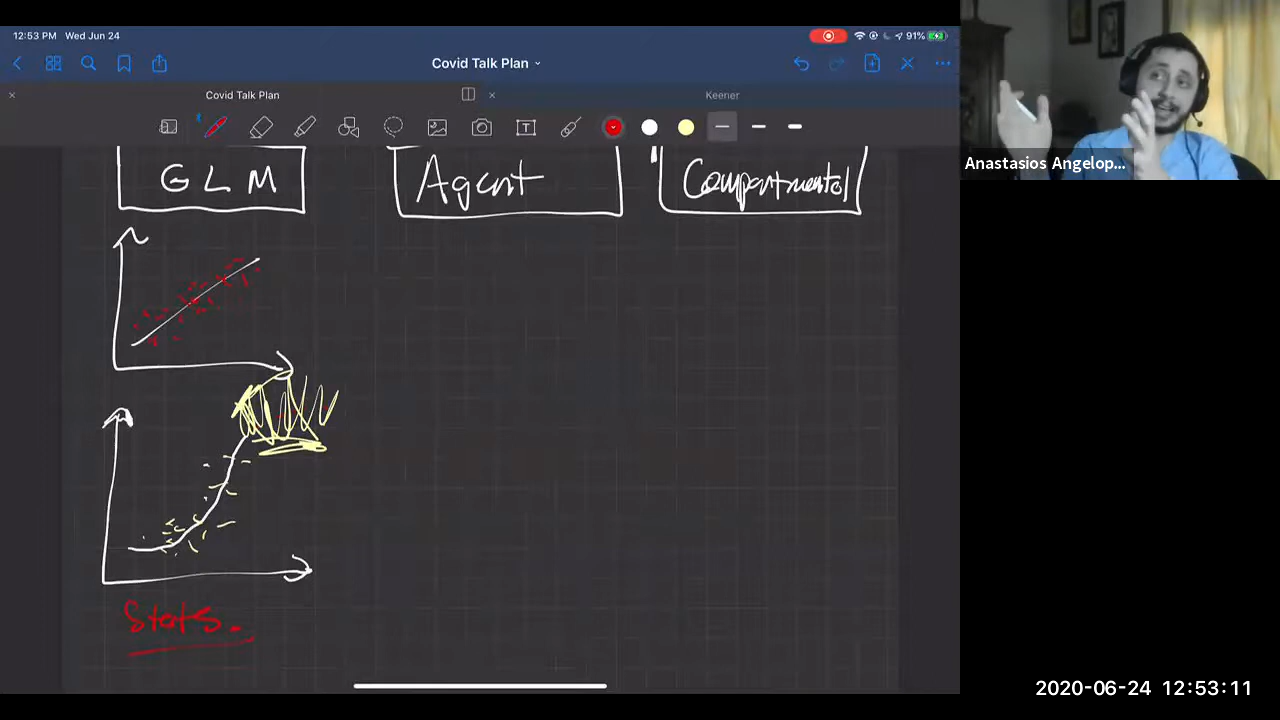 12:53 PM Wed Jun 24
91%
Covid Talk Plan
Covid Talk Plan
Keener
T
GLM
Agent
Compartmental
Stats.
Anastasios Angelop...
2020-06-24 12:53:11